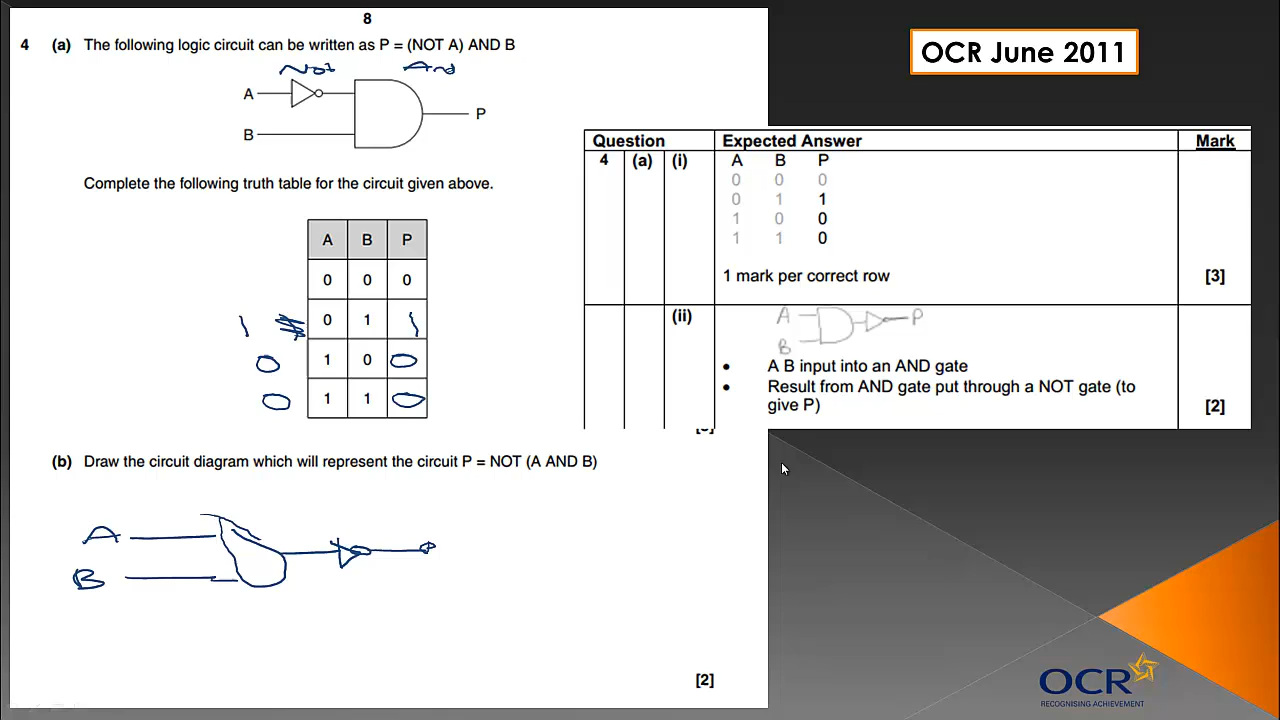 8
4 (a) The following logic circuit can be written as P = (NOT A) AND B
Not And
A
B
P
Complete the following truth table for the circuit given above.
A B P
0 0 0
1 0 1 1
0 1 0 0
0 1 1 0
(b) Draw the circuit diagram which will represent the circuit P = NOT (A AND B)
A
B
P
[2]
OCR June 2011
Question Expected Answer Mark
4 (a) (i) A B P
0 0 0
0 1 1
1 0 0
1 1 0
1 mark per correct row [3]
(ii) A P
B
• A B input into an AND gate
• Result from AND gate put through a NOT gate (to
give P) [2]
OCR
RECOGNISING ACHIEVEMENT